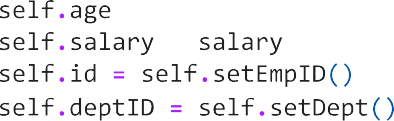 self.age
self.salary   salary
self.id = self.setEmpID()
self.deptID = self.setDept()